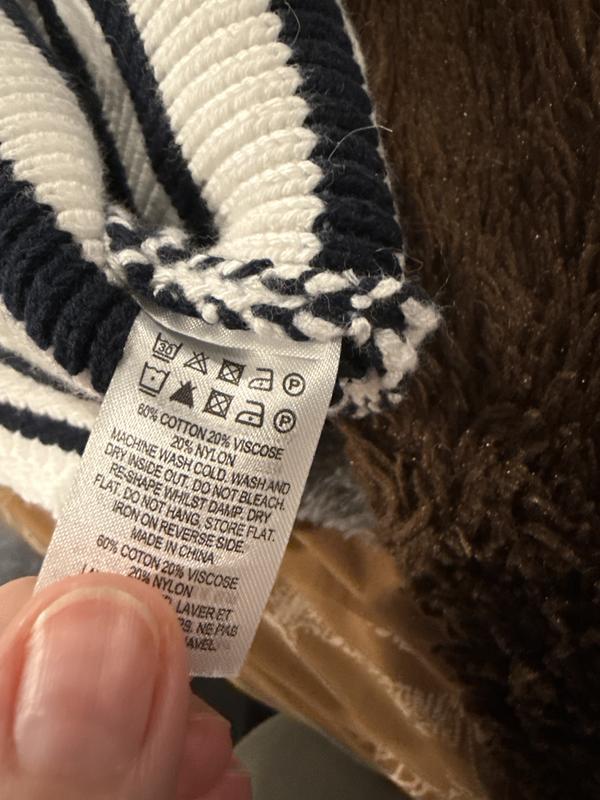 30 P
P
60% COTTON 20% VISCOSE
20% NYLON
MACHINE WASH COLD. WASH AND
DRY INSIDE OUT. DO NOT BLEACH.
RE-SHAPE WHILST DAMP. DRY
FLAT. DO NOT HANG. STORE FLAT.
IRON ON REVERSE SIDE.
MADE IN CHINA
60% COTON 20% VISCOSE
20% NYLON
LAVER ET
NE PAS